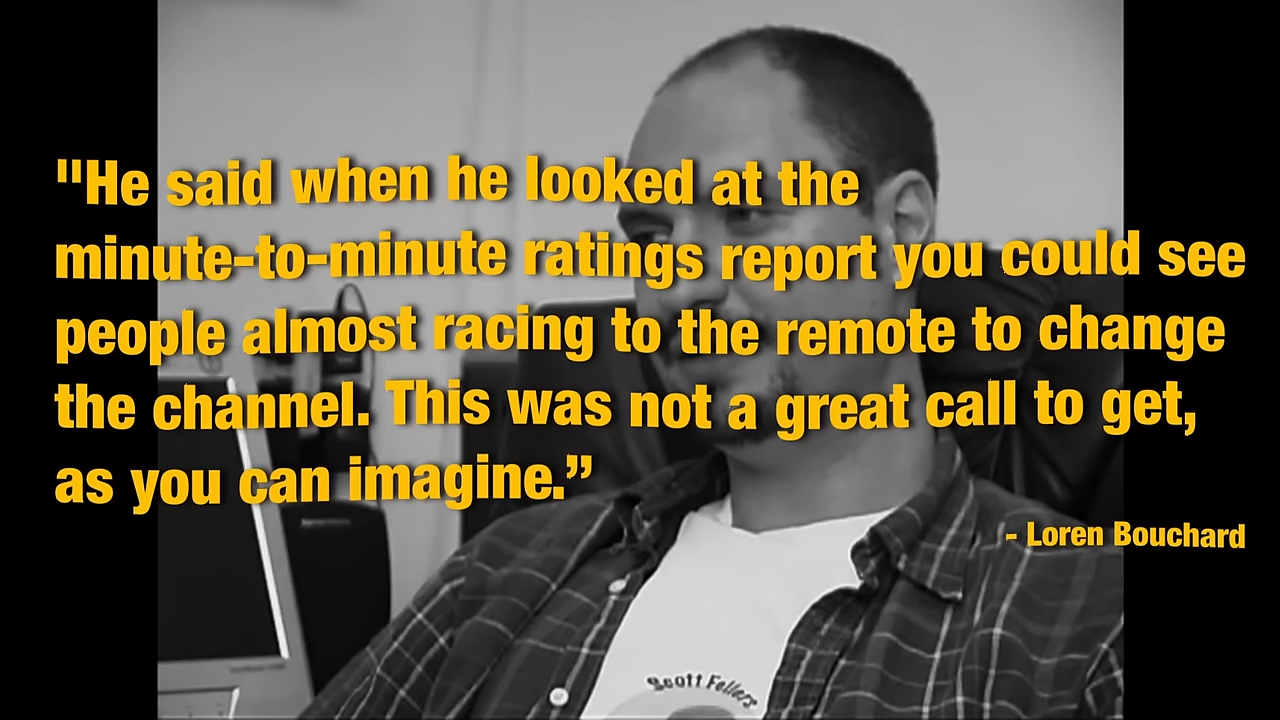 "He said when he looked at the
minute-to-minute ratings report you could see
people almost racing to the remote to change
the channel. This was not a great call to get,
as you can imagine.”
- Loren Bouchard
Scott Fellers